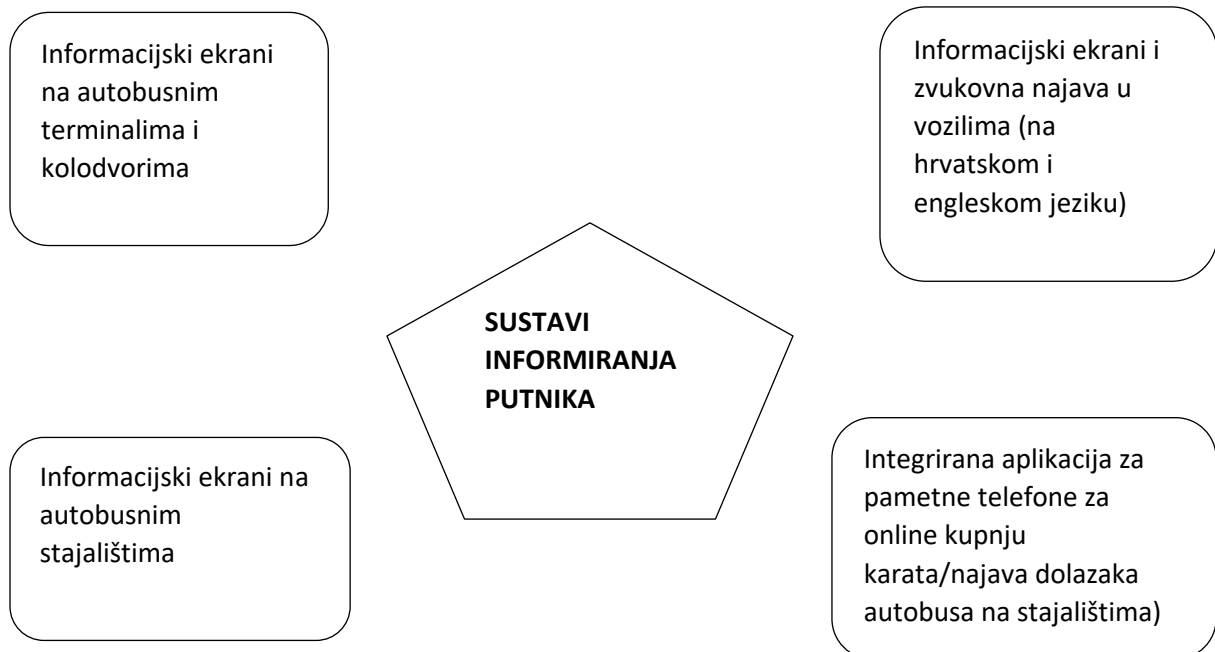 Informacijski ekrani
na autobusnim
terminalima i
kolodvorima
Informacijski ekrani i
zvukovna najava u
vozilima (na
hrvatskom i
engleskom jeziku)
SUSTAVI
INFORMIRANJA
PUTNIKA
Informacijski ekrani na
autobusnim
stajalištima
Integrirana aplikacija za
pametne telefone za
online kupnju
karata/najava dolazaka
autobusa na stajalištima)